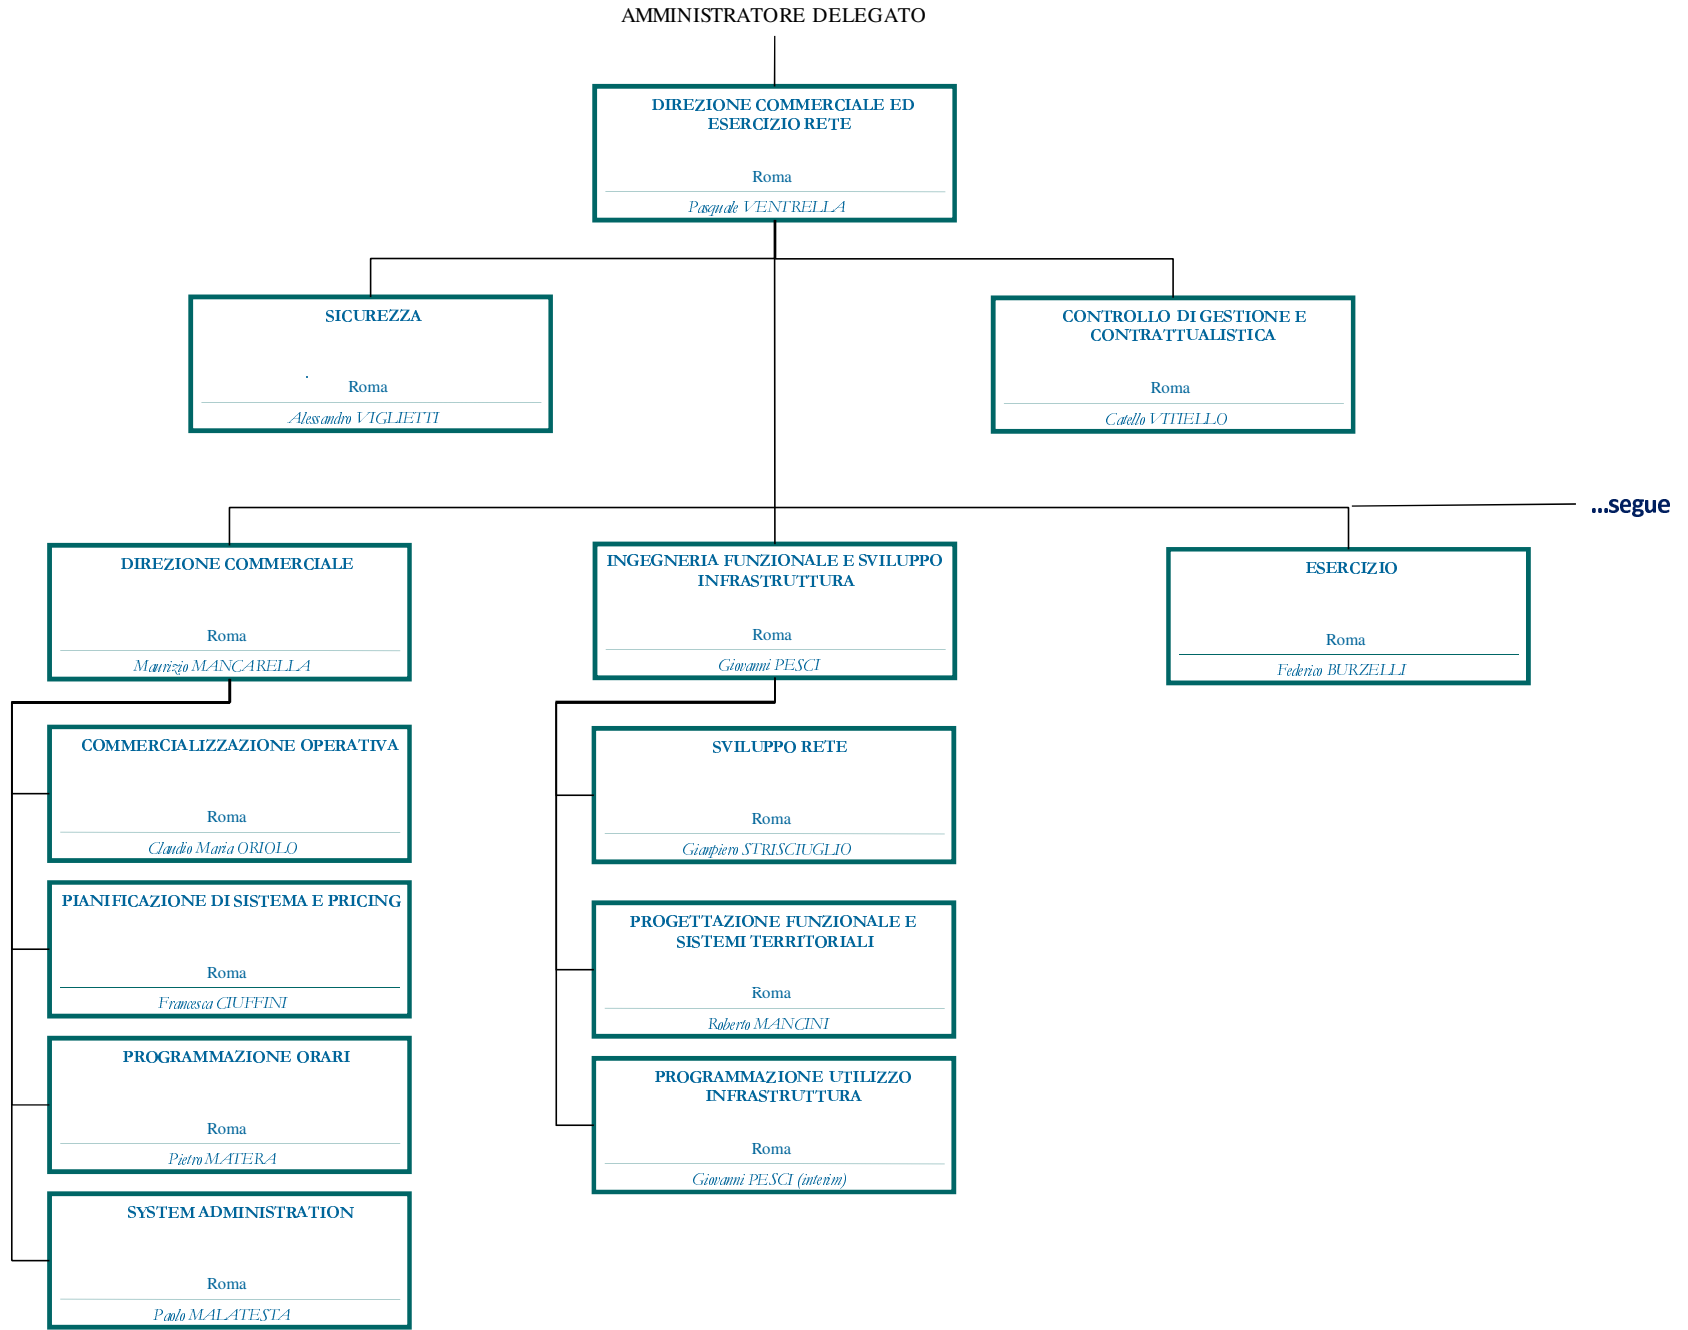 AMMINISTRATORE DELEGATO
DIREZIONE COMMERCIALE ED
ESERCIZIO RETE
Roma
Pasquale VENTRELLA
SICUREZZA
Roma
Alessandro VIGLIETTI
CONTROLLO DI GESTIONE E
CONTRATTUALISTICA
Roma
Catello VITIELLO
...segue
DIREZIONE COMMERCIALE
Roma
Maurizio MANCARELLA
INGEGNERIA FUNZIONALE E SVILUPPO
INFRASTRUTTURA
Roma
Giovanni PESCI
ESERCIZIO
Roma
Federico BURZELLI
COMMERCIALIZZAZIONE OPERATIVA
Roma
Claudio Maria ORIOLO
PIANIFICAZIONE DI SISTEMA E PRICING
Roma
Francesca CIUFFINI
PROGRAMMAZIONE ORARI
Roma
Pietro MATERA
SYSTEM ADMINISTRATION
Roma
Paolo MALATESTA
SVILUPPO RETE
Roma
Gianpiero STRISCIUGLIO
PROGETTAZIONE FUNZIONALE E
SISTEMI TERRITORIALI
Roma
Roberto MANCINI
PROGRAMMAZIONE UTILIZZO
INFRASTRUTTURA
Roma
Giovanni PESCI (interim)